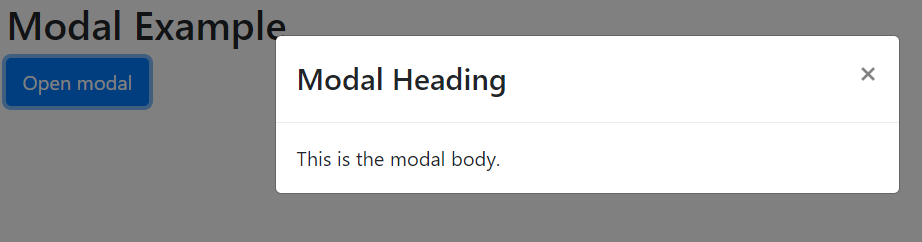 Modal Example
Open modal
Modal Heading
×
This is the modal body.